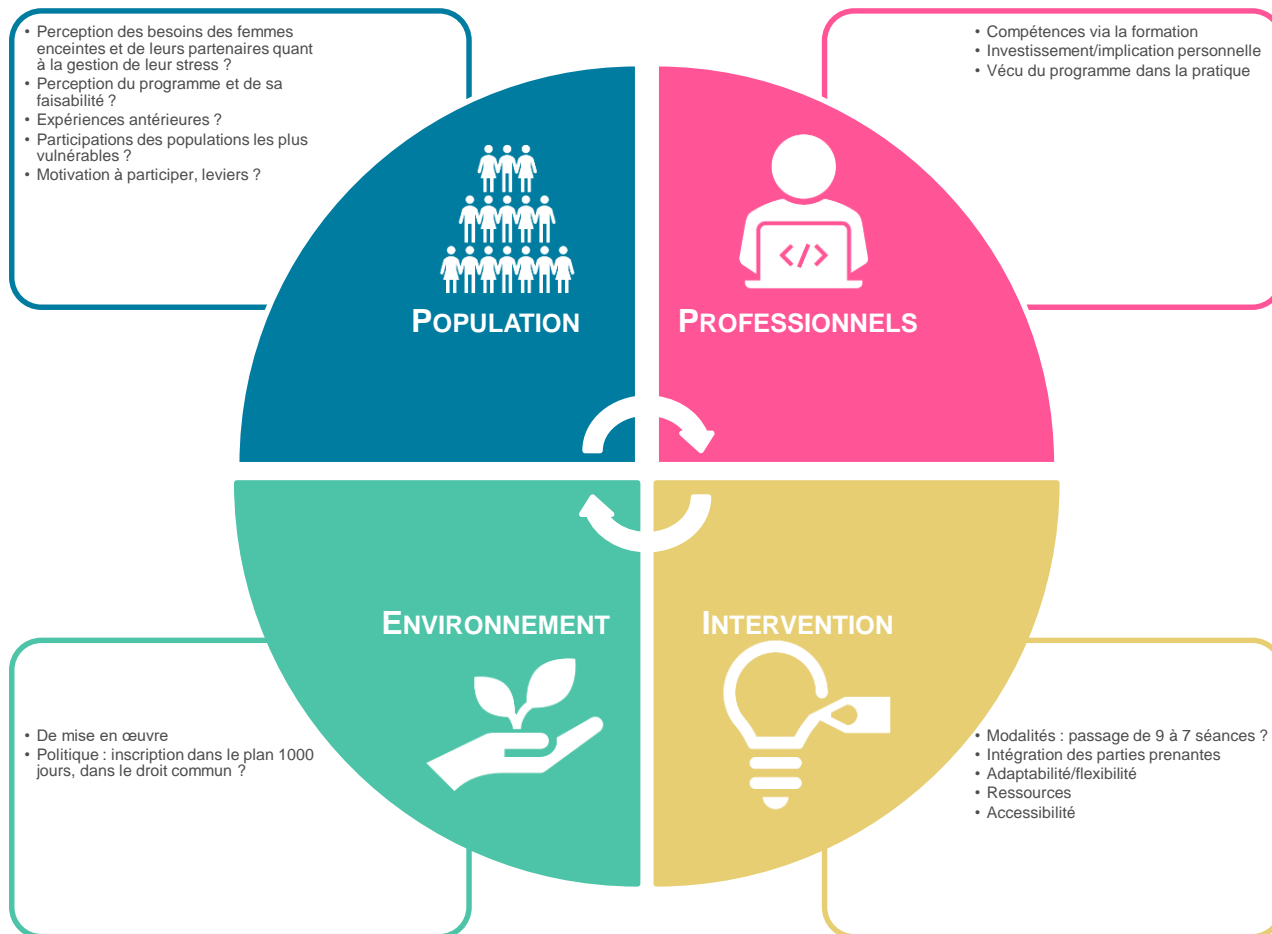 • Perception des besoins des femmes
enceintes et de leurs partenaires quant
à la gestion de leur stress ?
• Perception du programme et de sa
faisabilité ?
• Expériences antérieures ?
• Participations des populations les plus
vulnérables ?
• Motivation à participer, leviers ?
• Compétences via la formation
• Investissement/implication personnelle
• Vécu du programme dans la pratique
</>
POPULATION
PROFESSIONNELS
ENVIRONNEMENT
INTERVENTION
• De mise en œuvre
• Politique : inscription dans le plan 1000
jours, dans le droit commun ?
• Modalités : passage de 9 à 7 séances ?
• Intégration des parties prenantes
• Adaptabilité/flexibilité
• Ressources
• Accessibilité